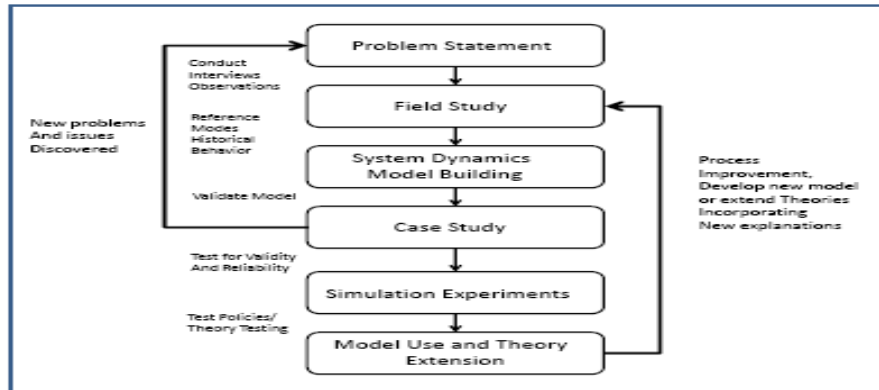 Problem Statement
Conduct
Interviews
Observations
Field Study
New problems
And issues
Discovered
Reference
Modes
Historical
Behavior
System Dynamics
Model Building
Process
Improvement,
Develop new model
or extend Theories
Incorporating
New explanations
Validate Model
Case Study
Test for Validity
And Reliability
Simulation Experiments
Test Policies/
Theory Testing
Model Use and Theory
Extension